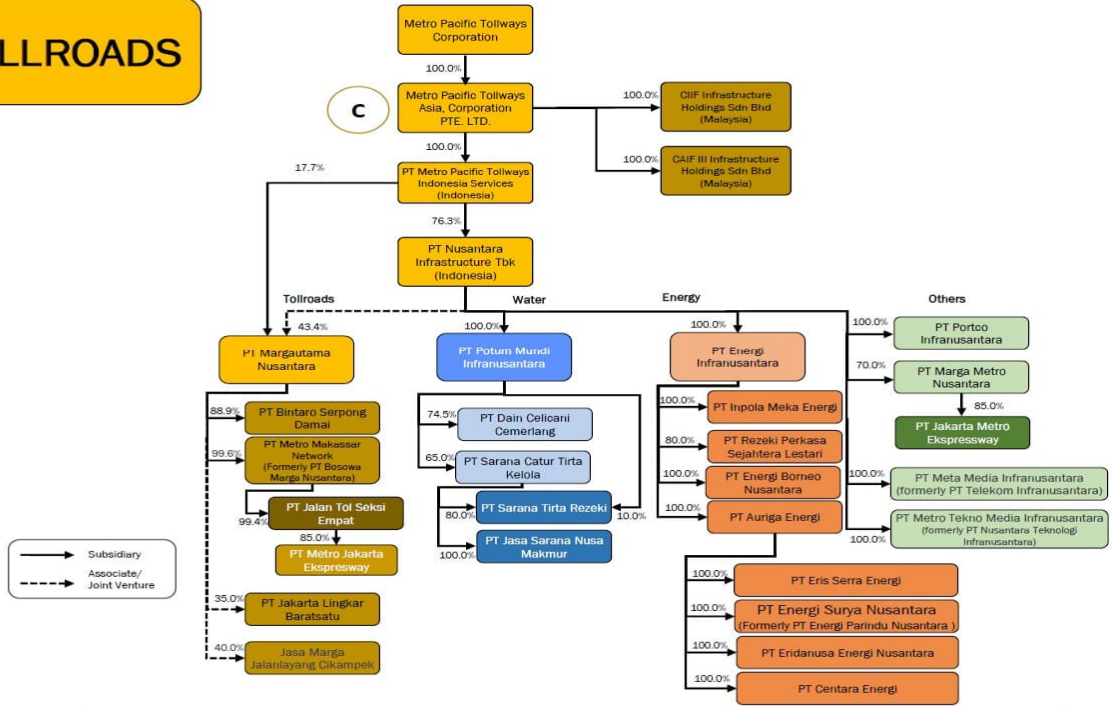 LLROADS
Metro Pacific Tollways
Corporation
100.0%
C
Metro Pacific Tollways
Asia, Corporation
PTE. LTD.
100.0%
CIIF Infrastructure
Holdings Sdn Bhd
(Malaysia)
100.0%
CAIF III Infrastructure
Holdings Sdn Bhd
(Malaysia)
100.0%
17.7%
PT Metro Pacific Tollways
Indonesia Services
(Indonesia)
76.3%
PT Nusantara
Infrastructure Tbk
(Indonesia)
Tollroads
Water
Energy
Others
43.4%
PT Margautama
Nusantara
88.9%
PT Bintaro Serpong
Damai
99.6%
PT Metro Makassar
Network
(Formerly PT Bosowa
Marga Nusantara)
99.4%
PT Jalan Tol Seksi
Empat
85.0%
PT Metro Jakarta
Ekspresway
35.0%
PT Jakarta Lingkar
Baratsatu
40.0%
Jasa Marga
Jalanlayang Cikampek
Subsidiary
Associate/
Joint Venture
100.0%
PT Potum Mundi
Infranusantara
74.5%
PT Dain Celicani
Cemerlang
65.0%
PT Sarana Catur Tirta
Kelola
80.0%
PT Sarana Tirta Rezeki
10.0%
100.0%
PT Jasa Sarana Nusa
Makmur
100.0%
PT Energi
Infranusantara
100.0%
PT Inpola Meka Energi
80.0%
PT Rezeki Perkasa
Sejahtera Lestari
100.0%
PT Energi Borneo
Nusantara
100.0%
PT Auriga Energi
100.0%
PT Eris Serra Energi
100.0%
PT Energi Surya Nusantara
(Formerly PT Energi Parindu Nusantara )
100.0%
PT Eridanusa Energi Nusantara
100.0%
PT Centara Energi
100.0%
PT Portco
Infranusantara
70.0%
PT Marga Metro
Nusantara
85.0%
PT Jakarta Metro
Ekspressway
100.0%
PT Meta Media Infranusantara
(formerly PT Telekom Infranusantara)
100.0%
PT Metro Tekno Media Infranusantara
(formerly PT Nusantara Teknologi
Infranusantara)